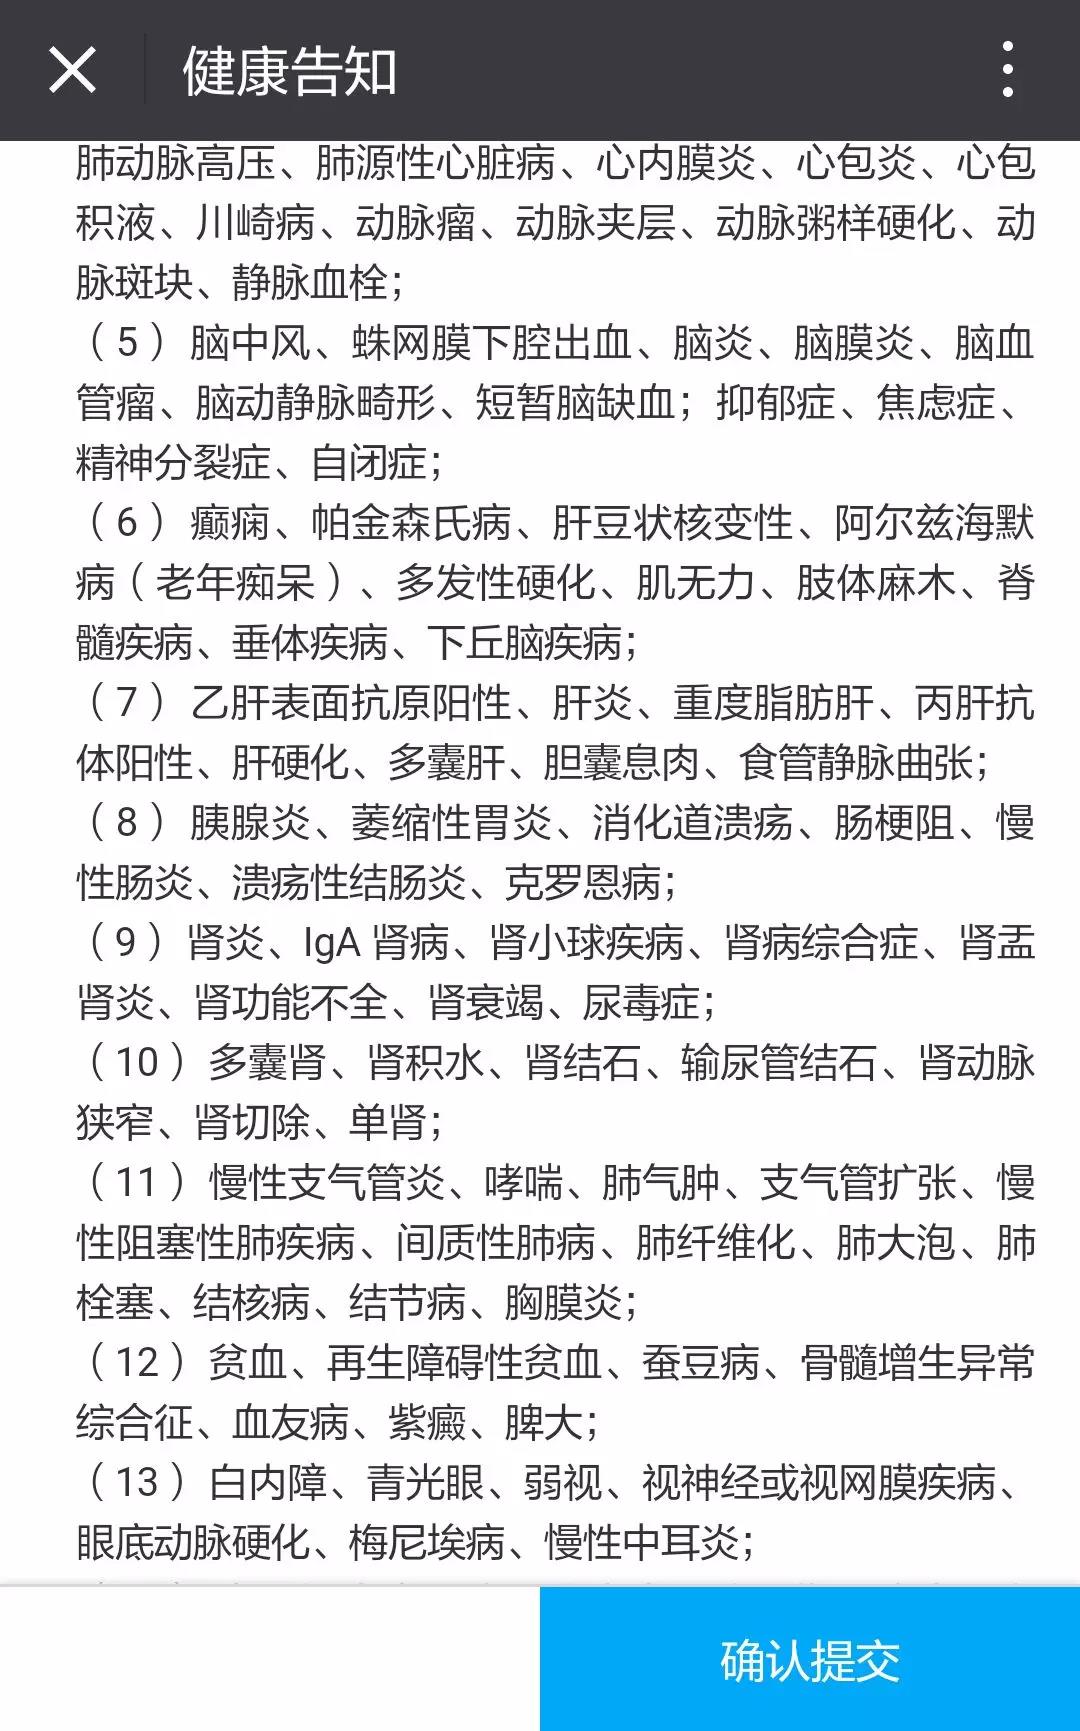 健康告知
肺动脉高压、肺源性心脏病、心内膜炎、心包炎、心包
积液、川崎病、动脉瘤、动脉夹层、动脉粥样硬化、动
脉斑块、静脉血栓；
（5）脑中风、蛛网膜下腔出血、脑炎、脑膜炎、脑血
管瘤、脑动静脉畸形、短暂脑缺血；抑郁症、焦虑症、
精神分裂症、自闭症；
（6）癫痫、帕金森氏病、肝豆状核变性、阿尔兹海默
病（老年痴呆）、多发性硬化、肌无力、肢体麻木、脊
髓疾病、垂体疾病、下丘脑疾病；
（7）乙肝表面抗原阳性、肝炎、重度脂肪肝、丙肝抗
体阳性、肝硬化、多囊肝、胆囊息肉、食管静脉曲张；
（8）胰腺炎、萎缩性胃炎、消化道溃疡、肠梗阻、慢
性肠炎、溃疡性结肠炎、克罗恩病；
（9）肾炎、IgA 肾病、肾小球疾病、肾病综合症、肾盂
肾炎、肾功能不全、肾衰竭、尿毒症；
（10）多囊肾、肾积水、肾结石、输尿管结石、肾动脉
狭窄、肾切除、单肾；
（11）慢性支气管炎、哮喘、肺气肿、支气管扩张、慢
性阻塞性肺疾病、间质性肺病、肺纤维化、肺大泡、肺
栓塞、结核病、结节病、胸膜炎；
（12）贫血、再生障碍性贫血、蚕豆病、骨髓增生异常
综合征、血友病、紫癜、脾大；
（13）白内障、青光眼、弱视、视神经或视网膜疾病、
眼底动脉硬化、梅尼埃病、慢性中耳炎；
确认提交